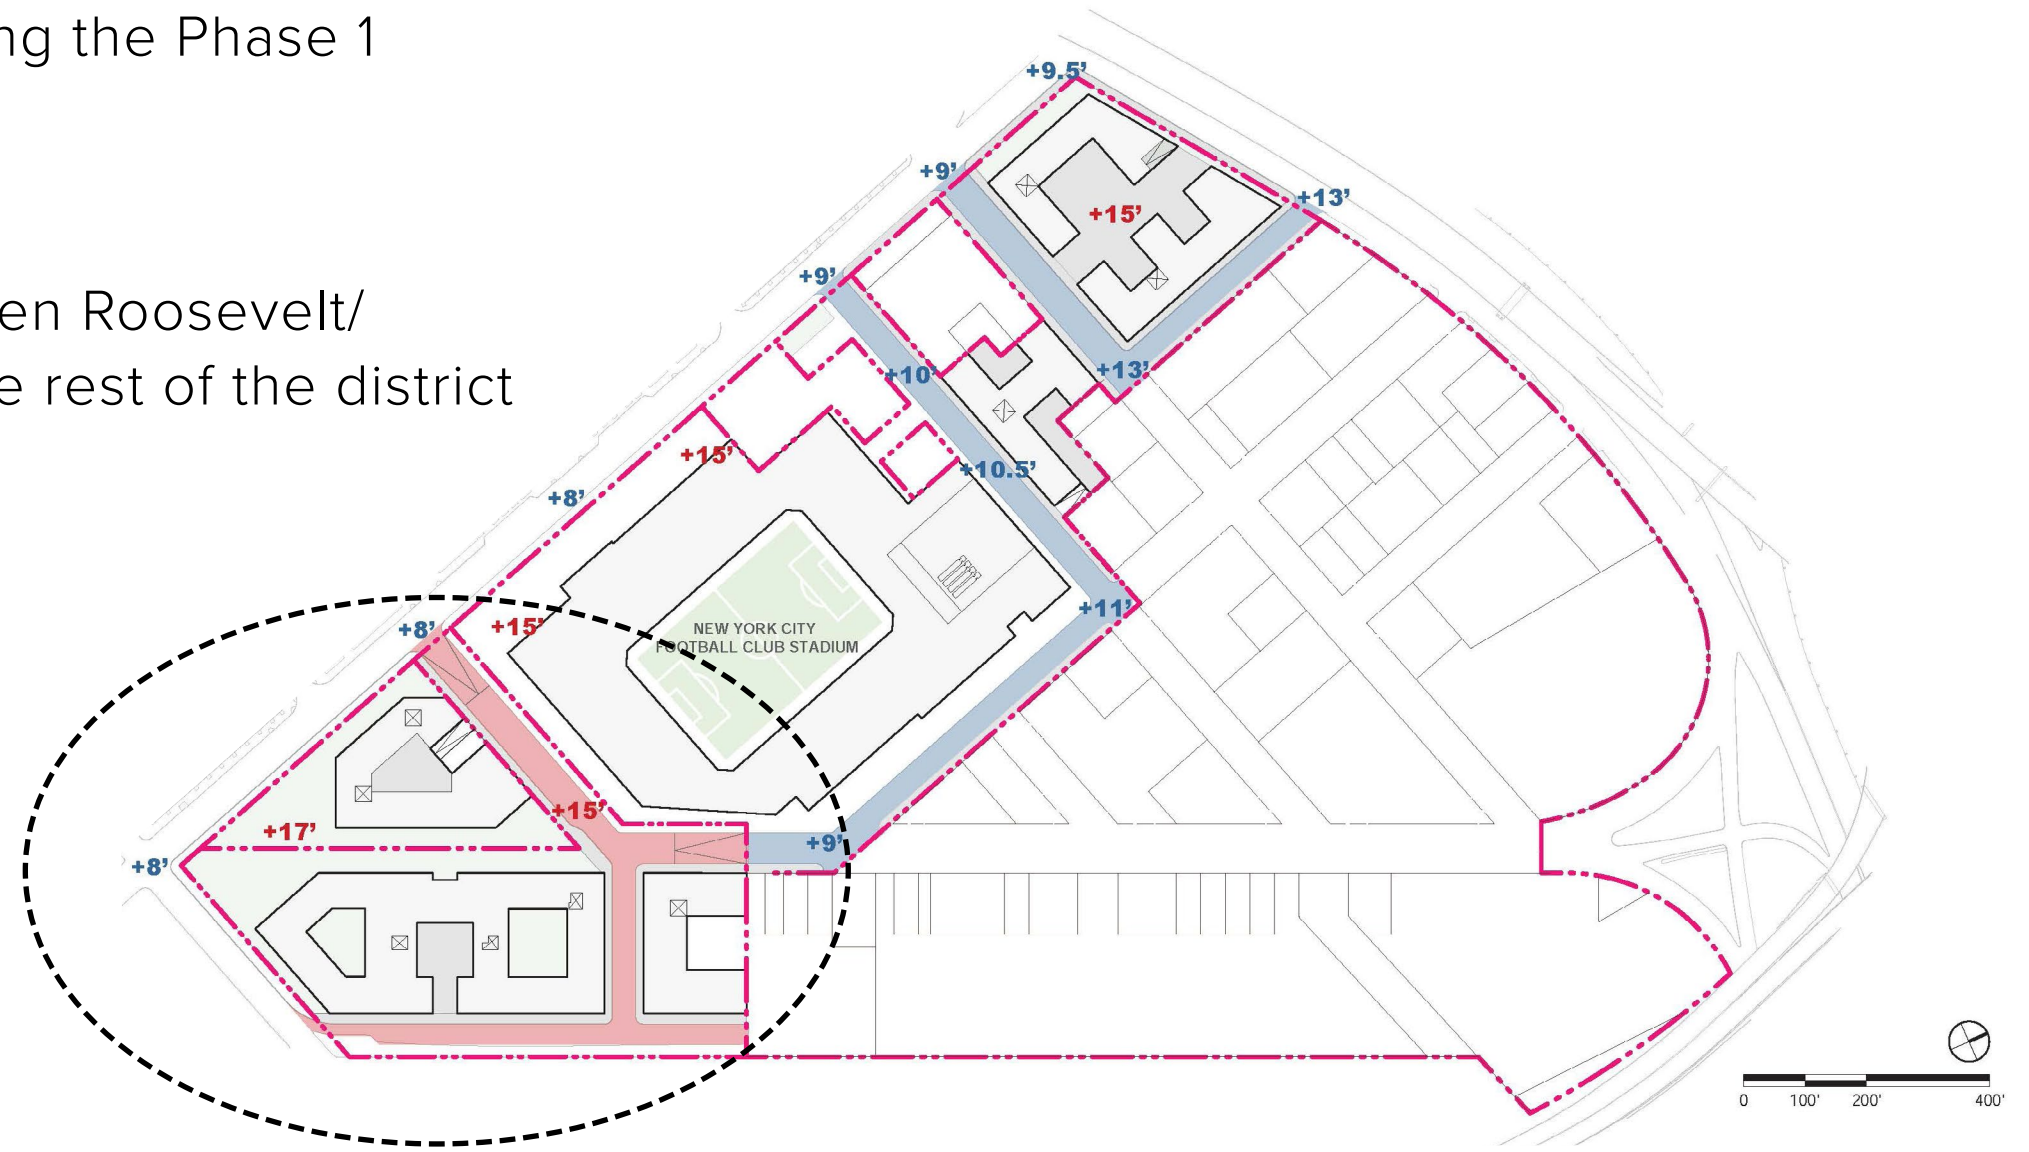 ng the Phase 1
en Roosevelt/
e rest of the district
+9.5'
+9'
+13'
+15'
+9'
+10'
+13'
+15'
+10.5'
+8'
+11'
+8'
+15'
NEW YORK CITY
FOOTBALL CLUB STADIUM
+15'
+17'
+9'
+8'
0 100' 200' 400'